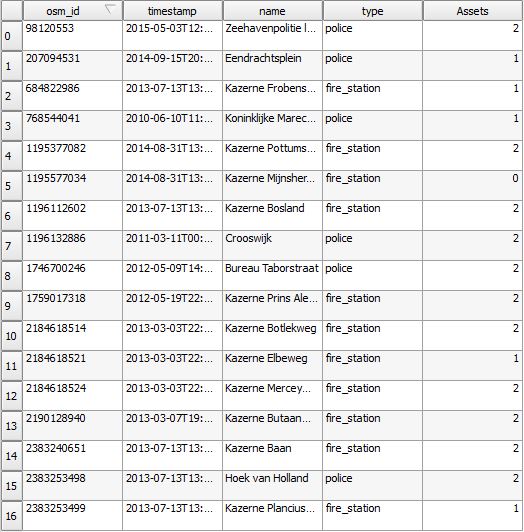 osm_id timestamp name type Assets
0 98120553 2015-05-03T12:... Zeehavenpolitie l... police 2
1 207094531 2014-09-15T20:... Eendrachtsplein police 1
2 684822986 2013-07-13T13:... Kazerne Frobens... fire_station 1
3 768544041 2010-06-10T11:... Koninklijke Marec... police 1
4 1195377082 2014-08-31T13:... Kazerne Pottums... fire_station 2
5 1195577034 2014-08-31T13:... Kazerne Mijnsher... fire_station 0
6 1196112602 2013-07-13T13:... Kazerne Bosland fire_station 2
7 1196132886 2011-03-11T00:... Crooswijk police 2
8 1746700246 2012-05-09T14:... Bureau Taborstraat police 2
9 1759017318 2012-05-19T22:... Kazerne Prins Ale... fire_station 2
10 2184618514 2013-03-03T22:... Kazerne Botlekweg fire_station 2
11 2184618521 2013-03-03T22:... Kazerne Elbeweg fire_station 1
12 2184618524 2013-03-03T22:... Kazerne Mercey... fire_station 2
13 2190128940 2013-03-07T19:... Kazerne Butaan... fire_station 2
14 2383240651 2013-07-13T13:... Kazerne Baan fire_station 2
15 2383253498 2013-07-13T13:... Hoek van Holland police 2
16 2383253499 2013-07-13T13:... Kazerne Plancius... fire_station 1